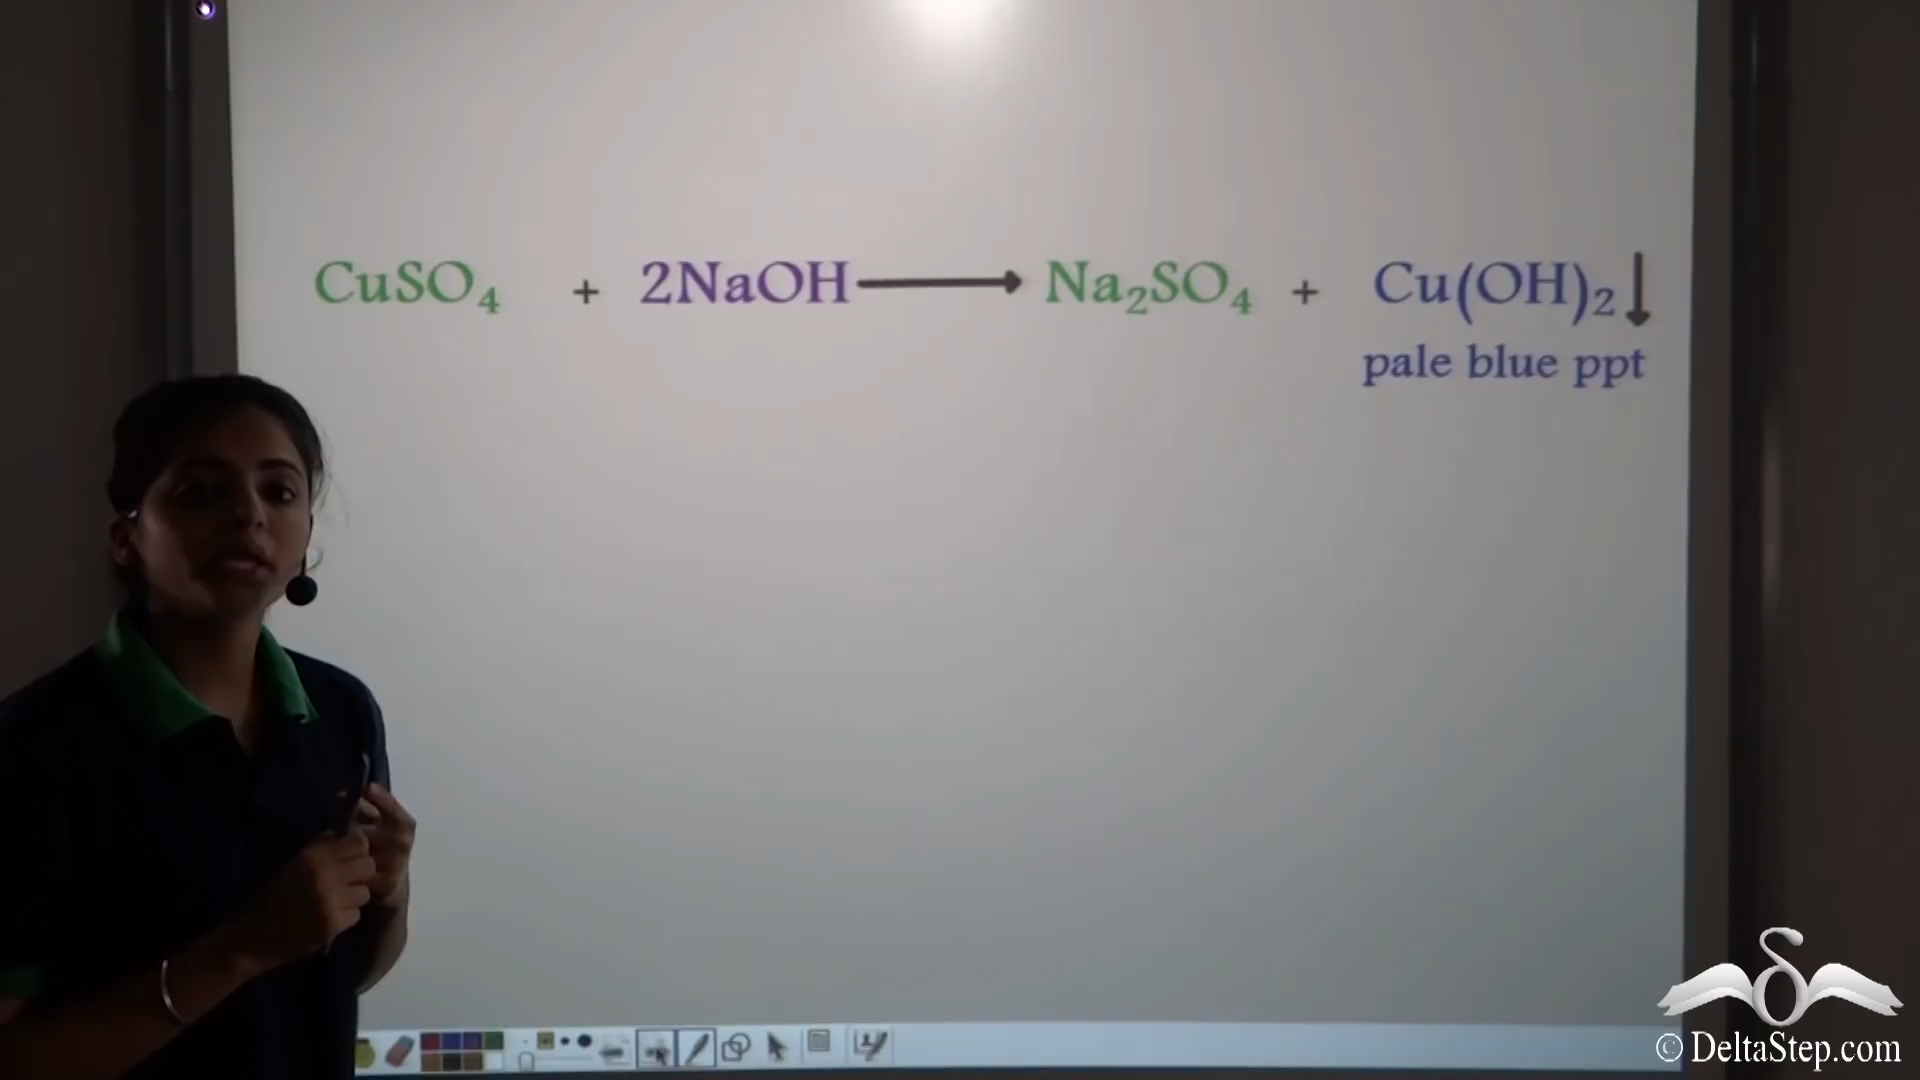 CuSO₄ + 2NaOH ⟶ Na₂SO₄ + Cu(OH)₂↓
pale blue ppt
© DeltaStep.com